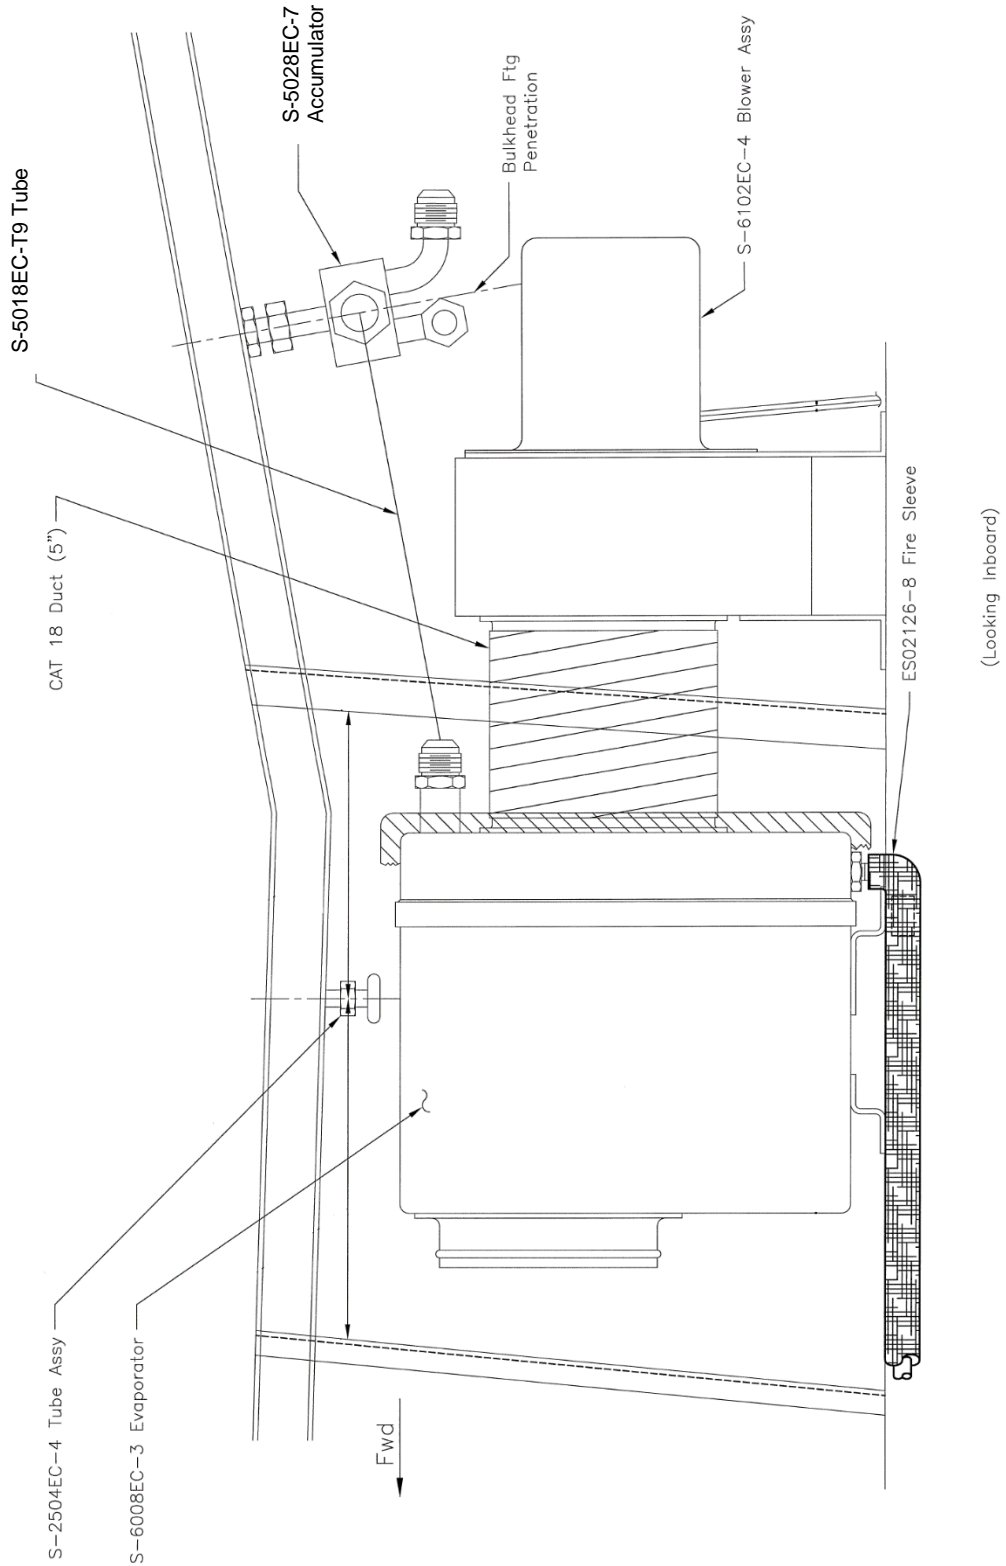 S-2504EC-4 Tube Assy
S-6008EC-3 Evaporator
Fwd
CAT 18 Duct (5")
S-5018EC-T9 Tube
S-5028EC-7
Accumulator
Bulkhead Ftg
Penetration
S-6102EC-4 Blower Assy
ES02126-8 Fire Sleeve
(Looking Inboard)